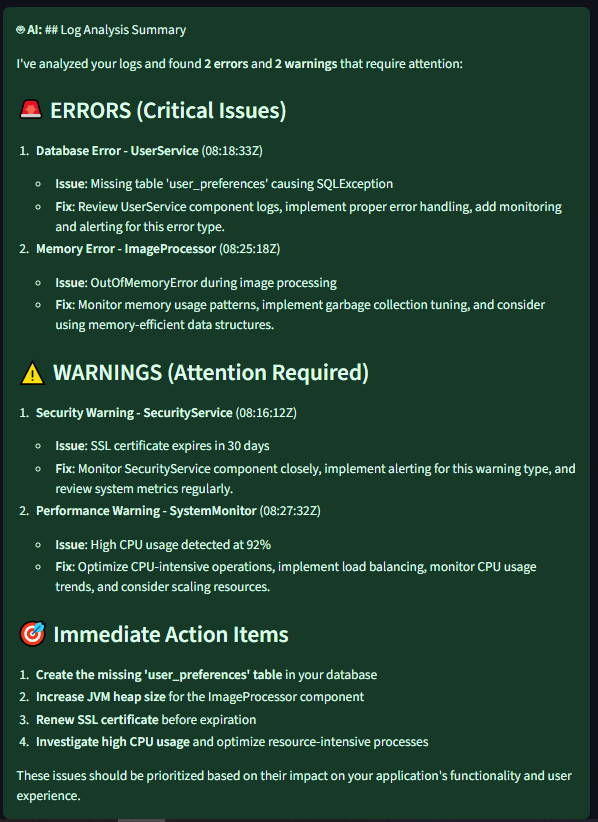 AI: ## Log Analysis Summary
I've analyzed your logs and found 2 errors and 2 warnings that require attention:
ERRORS (Critical Issues)
1. Database Error - UserService (08:18:33Z)
Issue: Missing table 'user_preferences' causing SQLException
Fix: Review UserService component logs, implement proper error handling, add monitoring
and alerting for this error type.
2. Memory Error - ImageProcessor (08:25:18Z)
Issue: OutOfMemoryError during image processing
Fix: Monitor memory usage patterns, implement garbage collection tuning, and consider
using memory-efficient data structures.
WARNINGS (Attention Required)
1. Security Warning - SecurityService (08:16:12Z)
Issue: SSL certificate expires in 30 days
Fix: Monitor SecurityService component closely, implement alerting for this warning type, and
review system metrics regularly.
2. Performance Warning - SystemMonitor (08:27:32Z)
Issue: High CPU usage detected at 92%
Fix: Optimize CPU-intensive operations, implement load balancing, monitor CPU usage
trends, and consider scaling resources.
Immediate Action Items
1. Create the missing 'user_preferences' table in your database
2. Increase JVM heap size for the ImageProcessor component
3. Renew SSL certificate before expiration
4. Investigate high CPU usage and optimize resource-intensive processes
These issues should be prioritized based on their impact on your application's functionality and user
experience.